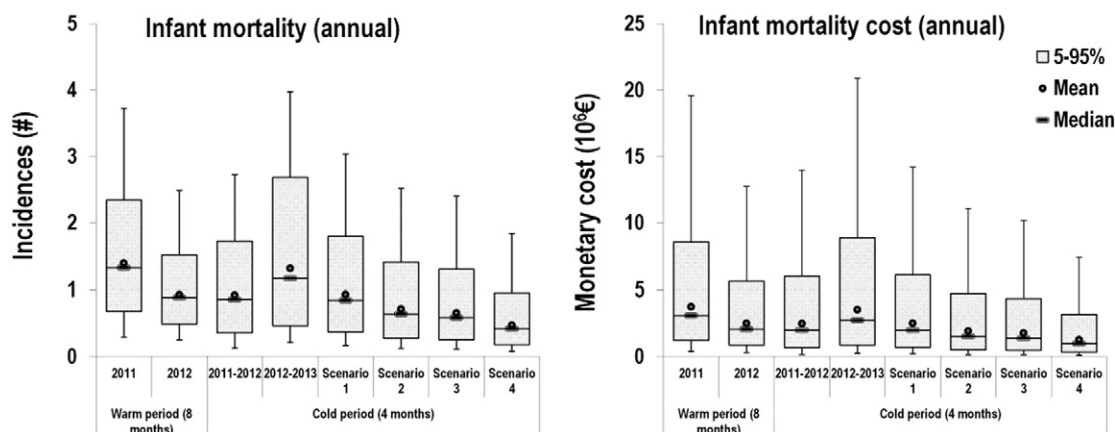 Infant mortality (annual)
Incidences (#)
5
4
3
2
1
0
2011
2012
2011-2012
2012-2013
Scenario
1
Scenario
2
Scenario
3
Scenario
4
Warm period (8
months)
Cold period (4 months)
Infant mortality cost (annual)
Monetary cost (10⁶€)
25
20
15
10
5
0
5-95%
Mean
Median
2011
2012
2011-2012
2012-2013
Scenario
1
Scenario
2
Scenario
3
Scenario
4
Warm period (8
months)
Cold period (4 months)